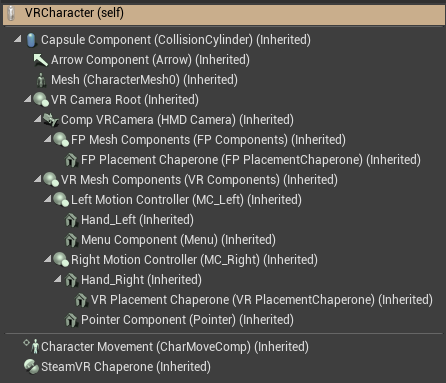 VRCharacter (self)
Capsule Component (CollisionCylinder) (Inherited)
Arrow Component (Arrow) (Inherited)
Mesh (CharacterMesh0) (Inherited)
VR Camera Root (Inherited)
Comp VRCamera (HMD Camera) (Inherited)
FP Mesh Components (FP Components) (Inherited)
FP Placement Chaperone (FP PlacementChaperone) (Inherited)
VR Mesh Components (VR Components) (Inherited)
Left Motion Controller (MC_Left) (Inherited)
Hand_Left (Inherited)
Menu Component (Menu) (Inherited)
Right Motion Controller (MC_Right) (Inherited)
Hand_Right (Inherited)
VR Placement Chaperone (VR PlacementChaperone) (Inherited)
Pointer Component (Pointer) (Inherited)
Character Movement (CharMoveComp) (Inherited)
SteamVR Chaperone (Inherited)